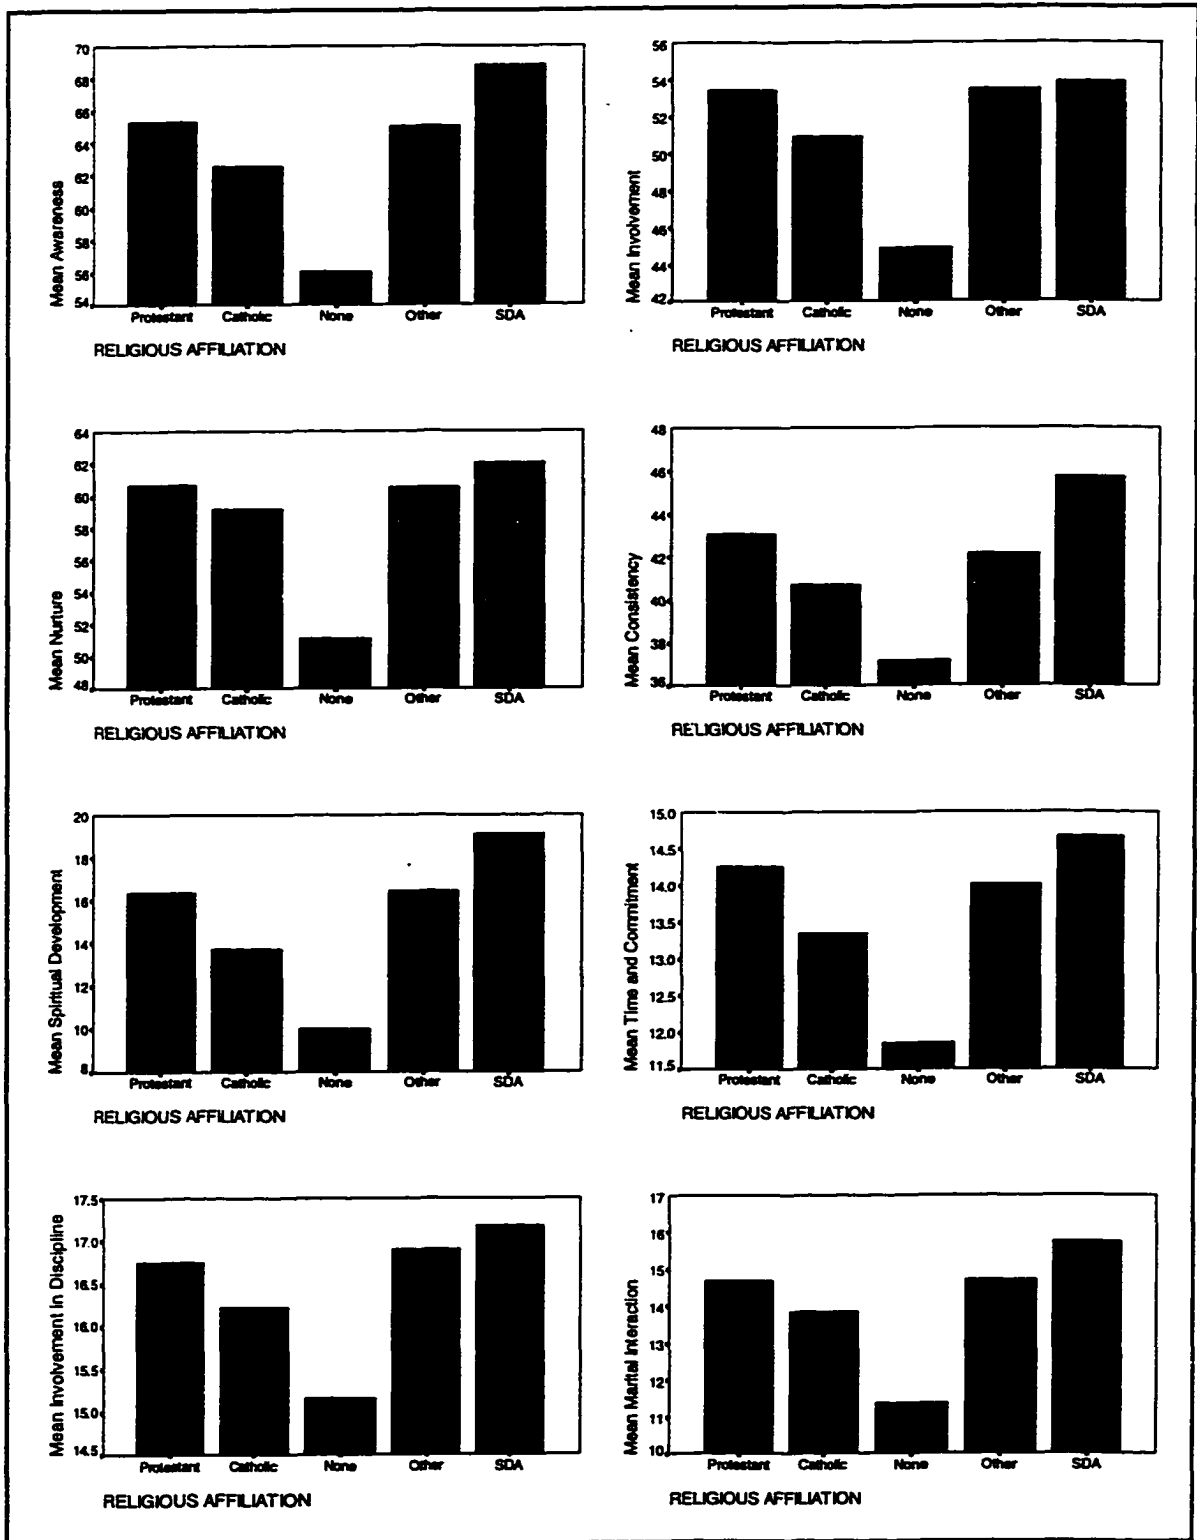 Mean Awareness
70
68
66
64
62
60
58
56
54
Protestant Catholic None Other SDA
RELIGIOUS AFFILIATION
Mean Involvement
56
54
52
50
48
46
44
42
Protestant Catholic None Other SDA
RELIGIOUS AFFILIATION
Mean Nurture
64
62
60
58
56
54
52
50
48
Protestant Catholic None Other SDA
RELIGIOUS AFFILIATION
Mean Consistency
48
46
44
42
40
38
36
Protestant Catholic None Other SDA
RELIGIOUS AFFILIATION
Mean Spiritual Development
20
18
16
14
12
10
8
Protestant Catholic None Other SDA
RELIGIOUS AFFILIATION
Mean Time and Commitment
15.0
14.5
14.0
13.5
13.0
12.5
12.0
11.5
Protestant Catholic None Other SDA
RELIGIOUS AFFILIATION
Mean Involvement In Discipline
17.5
17.0
16.5
16.0
15.5
15.0
14.5
Protestant Catholic None Other SDA
RELIGIOUS AFFILIATION
Mean Marital Interaction
17
16
15
14
13
12
11
10
Protestant Catholic None Other SDA
RELIGIOUS AFFILIATION